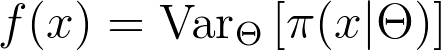 f(x) = Var_Θ [π(x|Θ)]